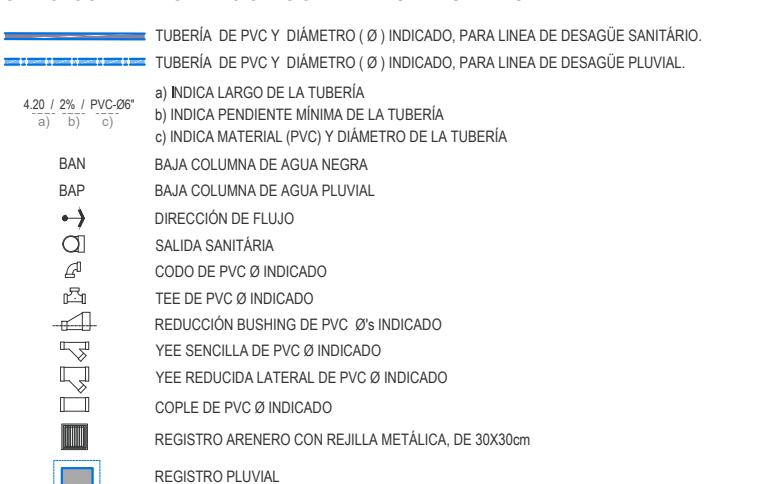 TUBERÍA DE PVC Y DIÁMETRO ( Ø ) INDICADO, PARA LINEA DE DESAGÜE SANITÁRIO.
TUBERÍA DE PVC Y DIÁMETRO ( Ø ) INDICADO, PARA LINEA DE DESAGÜE PLUVIAL.
4.20 / 2% / PVC-Ø6"
a) b) c)
a) INDICA LARGO DE LA TUBERÍA
b) INDICA PENDIENTE MÍNIMA DE LA TUBERÍA
c) INDICA MATERIAL (PVC) Y DIÁMETRO DE LA TUBERÍA
BAN BAJA COLUMNA DE AGUA NEGRA
BAP BAJA COLUMNA DE AGUA PLUVIAL
DIRECCIÓN DE FLUJO
SALIDA SANITÁRIA
CODO DE PVC Ø INDICADO
TEE DE PVC Ø INDICADO
REDUCCIÓN BUSHING DE PVC Ø's INDICADO
YEE SENCILLA DE PVC Ø INDICADO
YEE REDUCIDA LATERAL DE PVC Ø INDICADO
COPLE DE PVC Ø INDICADO
REGISTRO ARENERO CON REJILLA METÁLICA, DE 30X30cm
REGISTRO PLUVIAL